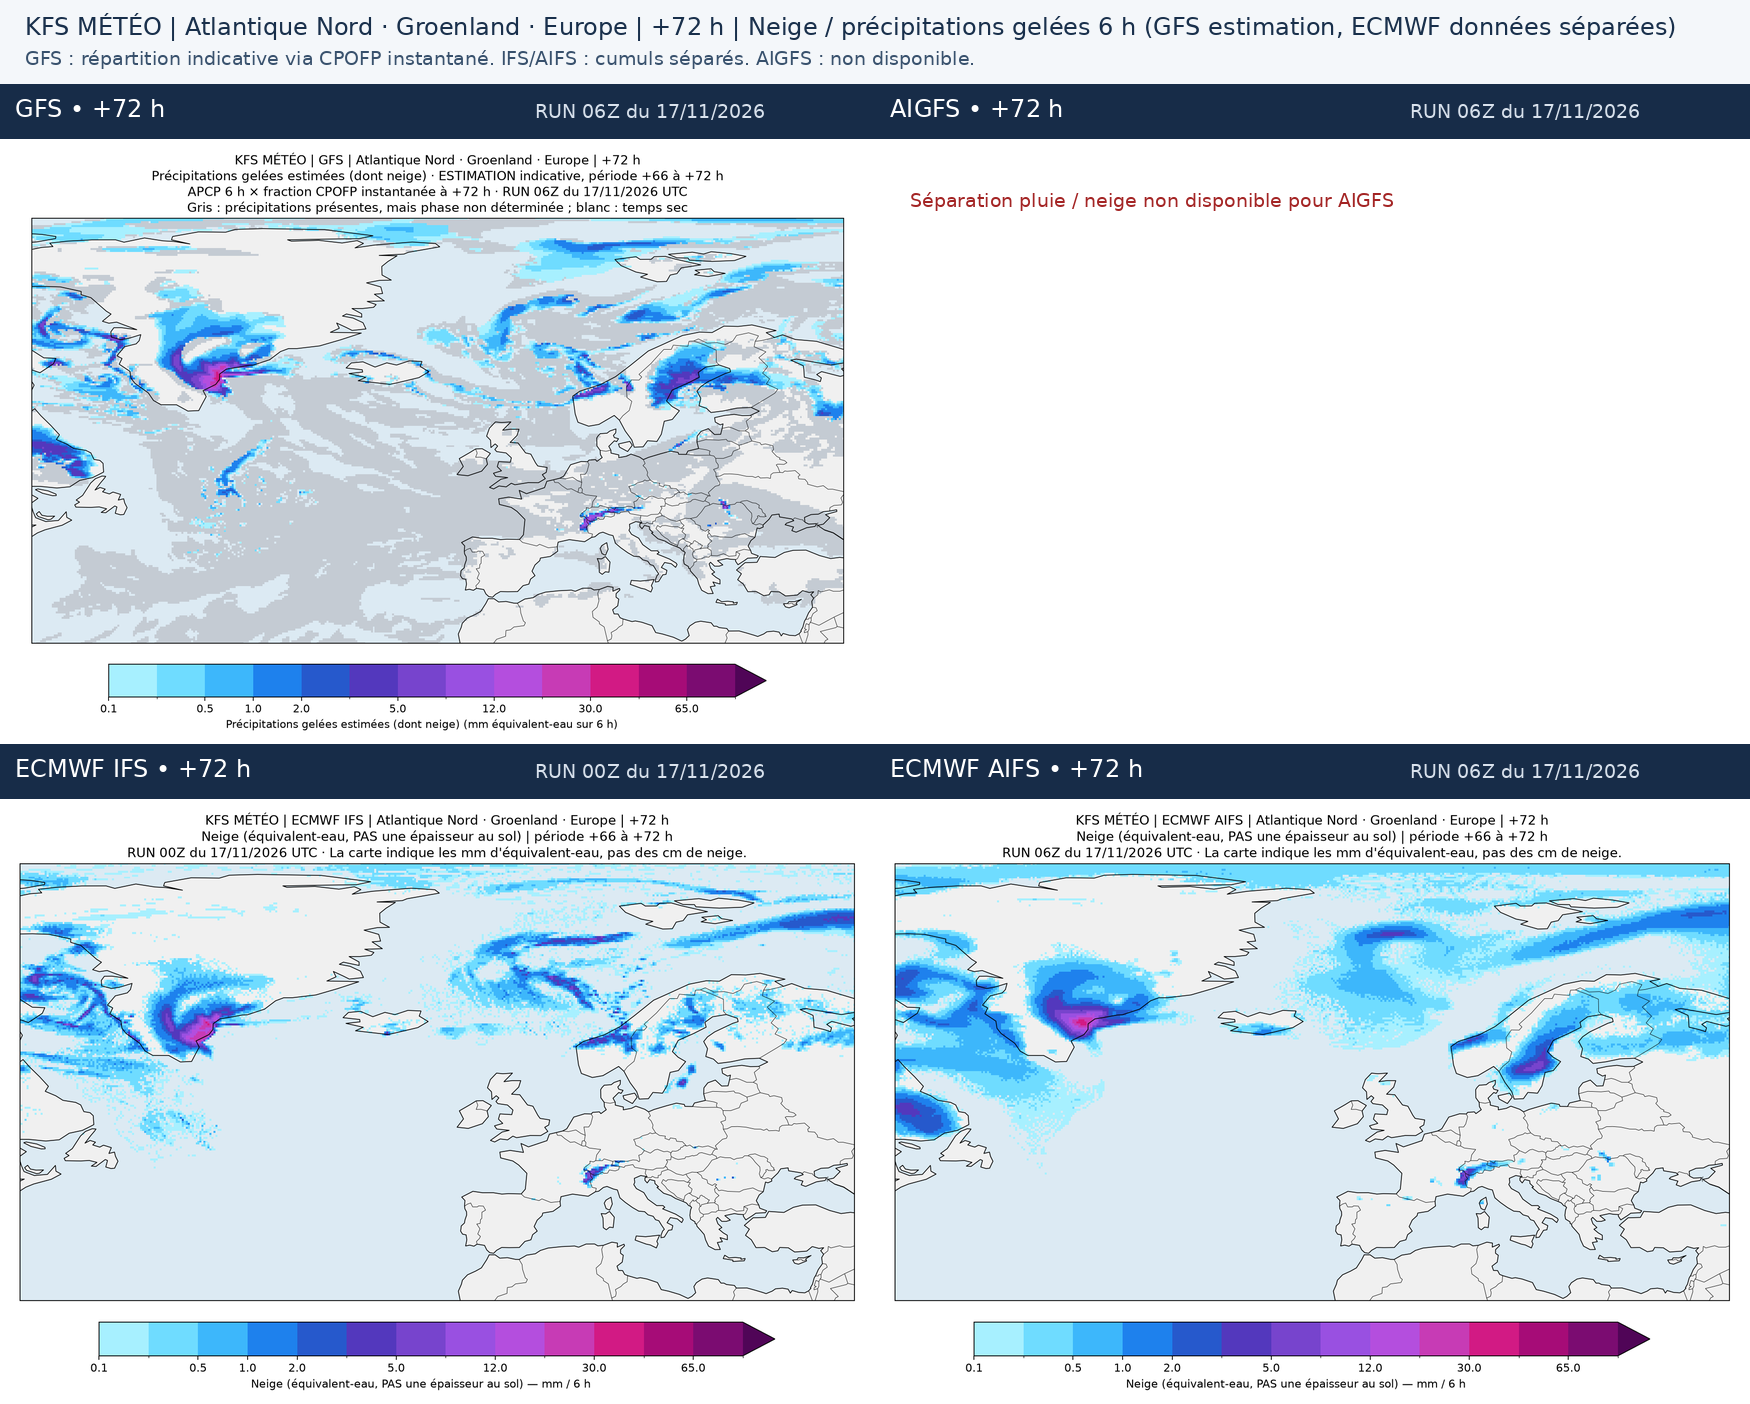 KFS MÉTÉO | Atlantique Nord · Groenland · Europe | +72 h | Neige / précipitations gelées 6 h (GFS estimation, ECMWF données séparées)
GFS : répartition indicative via CPOFP instantané. IFS/AIFS : cumuls séparés. AIGFS : non disponible.
GFS • +72 h
RUN 06Z du 17/11/2026
AIGFS • +72 h
RUN 06Z du 17/11/2026
KFS MÉTÉO | GFS | Atlantique Nord · Groenland · Europe | +72 h
Précipitations gelées estimées (dont neige) · ESTIMATION indicative, période +66 à +72 h
APCP 6 h × fraction CPOFP instantanée à +72 h · RUN 06Z du 17/11/2026 UTC
Gris : précipitations présentes, mais phase non déterminée ; blanc : temps sec
Séparation pluie / neige non disponible pour AIGFS
0.1 0.5 1.0 2.0 5.0 12.0 30.0 65.0
Précipitations gelées estimées (dont neige) (mm équivalent-eau sur 6 h)
ECMWF IFS • +72 h
RUN 00Z du 17/11/2026
ECMWF AIFS • +72 h
RUN 06Z du 17/11/2026
KFS MÉTÉO | ECMWF IFS | Atlantique Nord · Groenland · Europe | +72 h
Neige (équivalent-eau, PAS une épaisseur au sol) | période +66 à +72 h
RUN 00Z du 17/11/2026 UTC · La carte indique les mm d'équivalent-eau, pas des cm de neige.
KFS MÉTÉO | ECMWF AIFS | Atlantique Nord · Groenland · Europe | +72 h
Neige (équivalent-eau, PAS une épaisseur au sol) | période +66 à +72 h
RUN 06Z du 17/11/2026 UTC · La carte indique les mm d'équivalent-eau, pas des cm de neige.
0.1 0.5 1.0 2.0 5.0 12.0 30.0 65.0
Neige (équivalent-eau, PAS une épaisseur au sol) — mm / 6 h
0.1 0.5 1.0 2.0 5.0 12.0 30.0 65.0
Neige (équivalent-eau, PAS une épaisseur au sol) — mm / 6 h